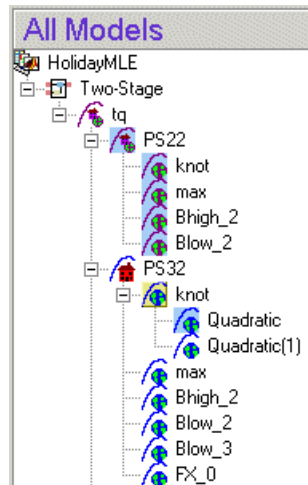 All Models
HolidayMLE
Two-Stage
tq
PS22
knot
max
Bhigh_2
Blow_2
PS32
knot
Quadratic
Quadratic(1)
max
Bhigh_2
Blow_2
Blow_3
FX_0